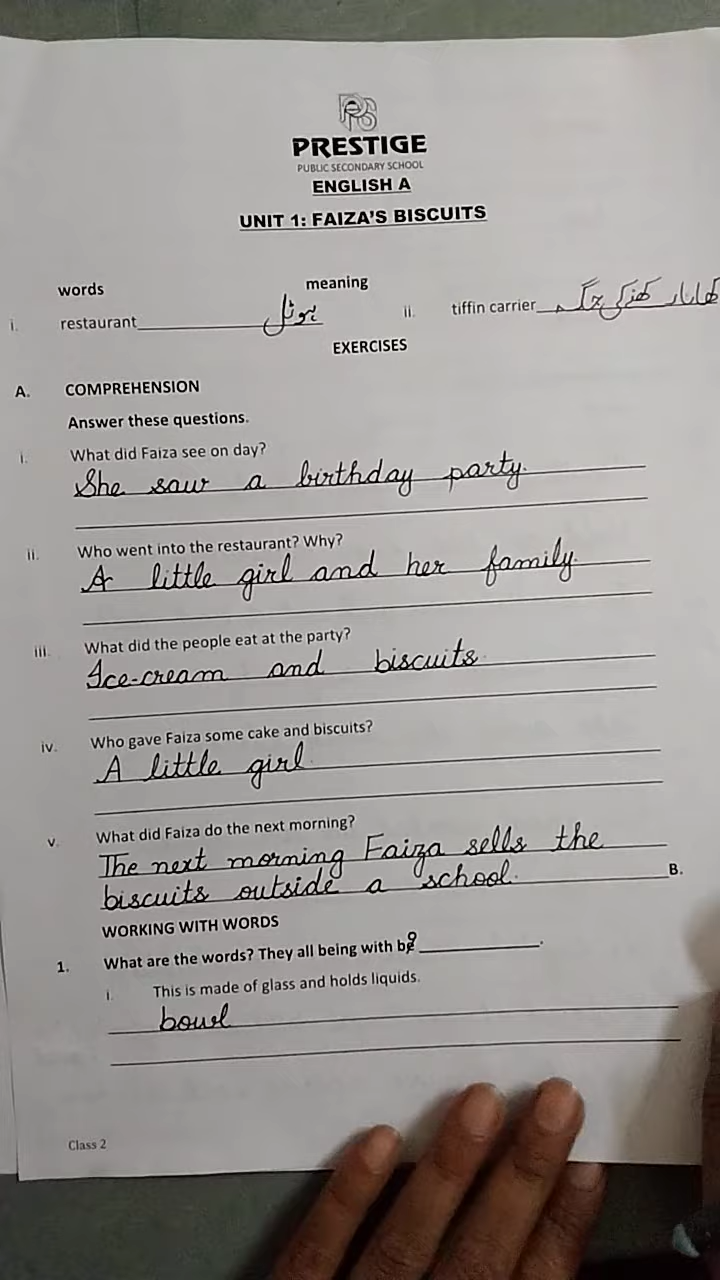 PRESTIGE
PUBLIC SECONDARY SCHOOL
ENGLISH A
UNIT 1: FAIZA'S BISCUITS
words meaning
i. restaurant ہوٹل ii. tiffin carrier
EXERCISES
A. COMPREHENSION
Answer these questions.
i. What did Faiza see on day?
She saw a birthday party.
ii. Who went into the restaurant? Why?
A little girl and her family.
iii. What did the people eat at the party?
Ice-cream and biscuits
iv. Who gave Faiza some cake and biscuits?
A little girl
v. What did Faiza do the next morning?
The next morning Faiza sells the
biscuits outside a school. B.
WORKING WITH WORDS
1. What are the words? They all being with bo
i. This is made of glass and holds liquids.
bowl
Class 2